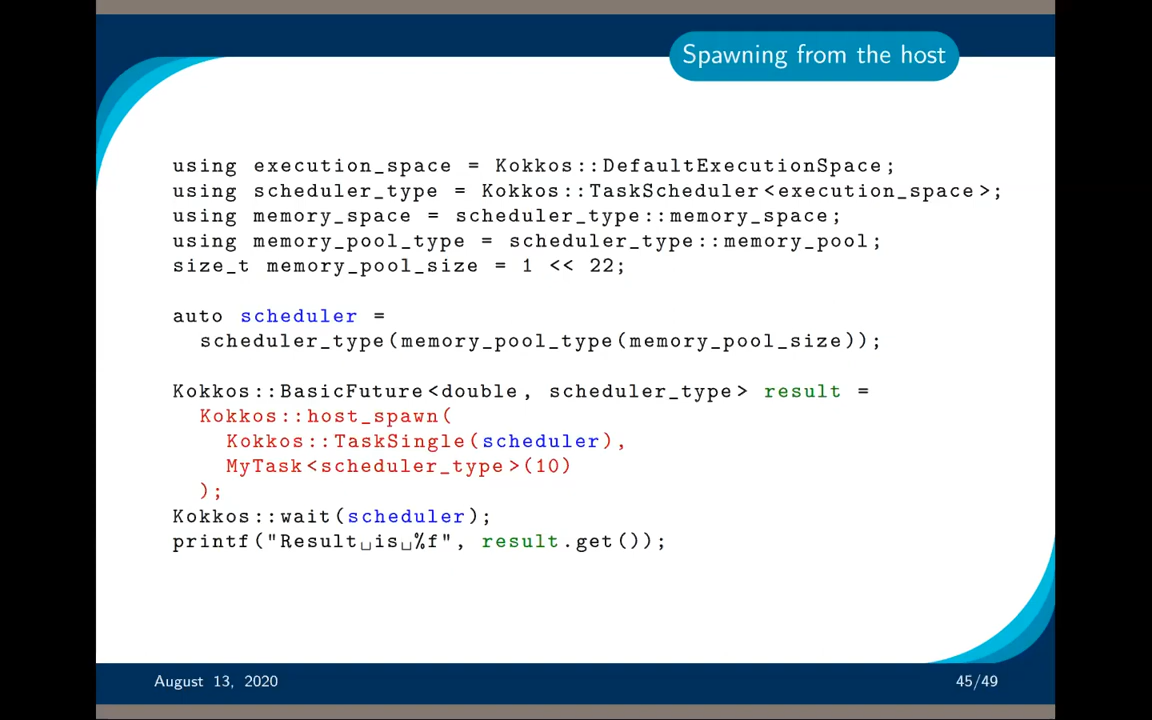 Spawning from the host
using execution_space = Kokkos::DefaultExecutionSpace;
using scheduler_type = Kokkos::TaskScheduler<execution_space>;
using memory_space = scheduler_type::memory_space;
using memory_pool_type = scheduler_type::memory_pool;
size_t memory_pool_size = 1 << 22;
auto scheduler =
scheduler_type(memory_pool_type(memory_pool_size));
Kokkos::BasicFuture<double, scheduler_type> result =
Kokkos::host_spawn(
Kokkos::TaskSingle(scheduler),
MyTask<scheduler_type>(10)
);
Kokkos::wait(scheduler);
printf("Result␣is␣%f", result.get());
August 13, 2020
45/49